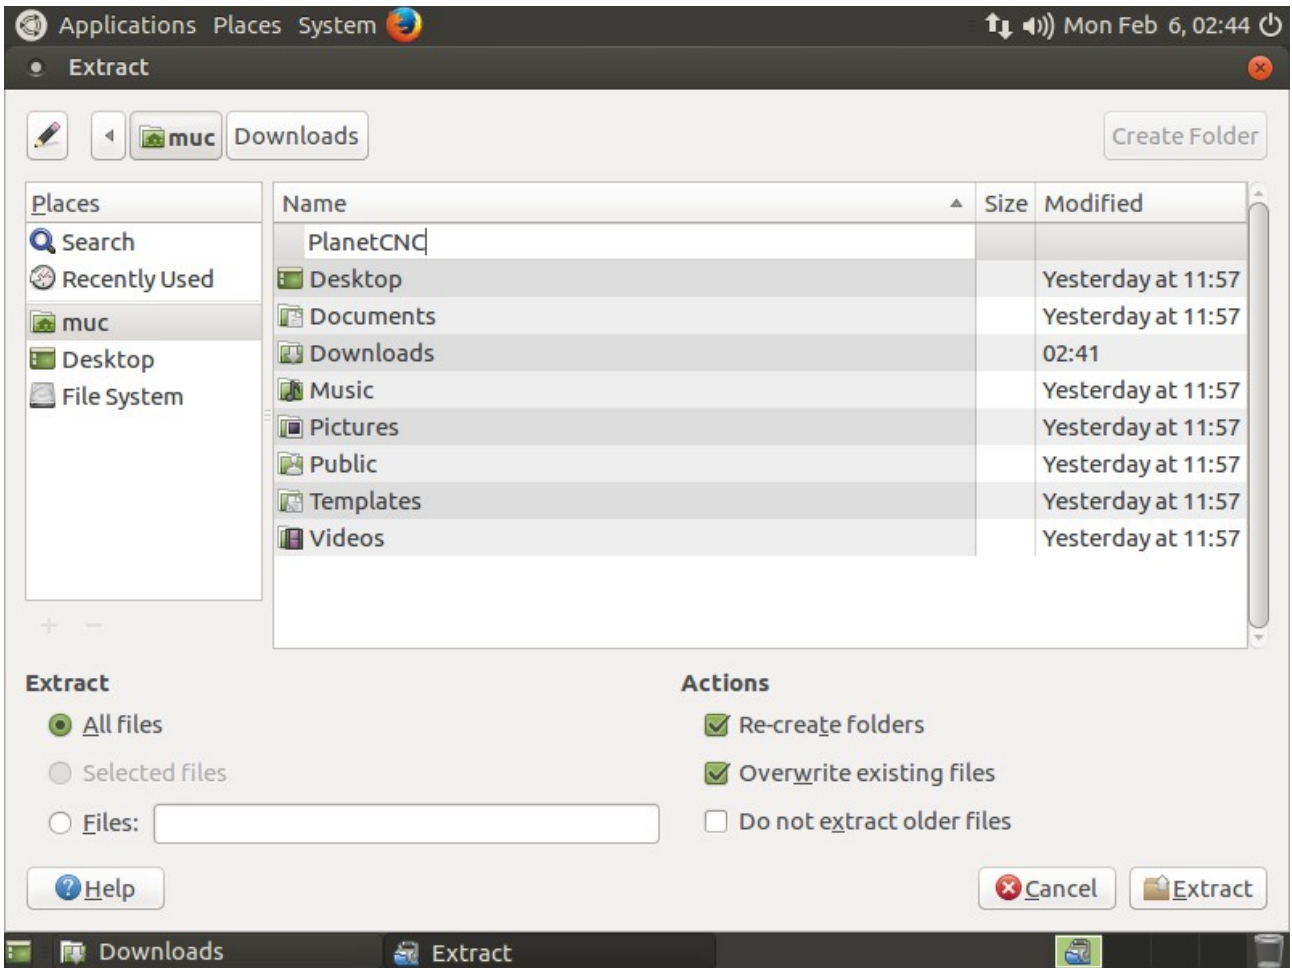 Applications Places System Mon Feb 6, 02:44
Extract
muc Downloads Create Folder
Places
Search
Recently Used
muc
Desktop
File System
Name Size Modified
PlanetCNC
Desktop Yesterday at 11:57
Documents Yesterday at 11:57
Downloads 02:41
Music Yesterday at 11:57
Pictures Yesterday at 11:57
Public Yesterday at 11:57
Templates Yesterday at 11:57
Videos Yesterday at 11:57
Extract
All files
Selected files
Files:
Actions
Re-create folders
Overwrite existing files
Do not extract older files
Help Cancel Extract
Downloads Extract